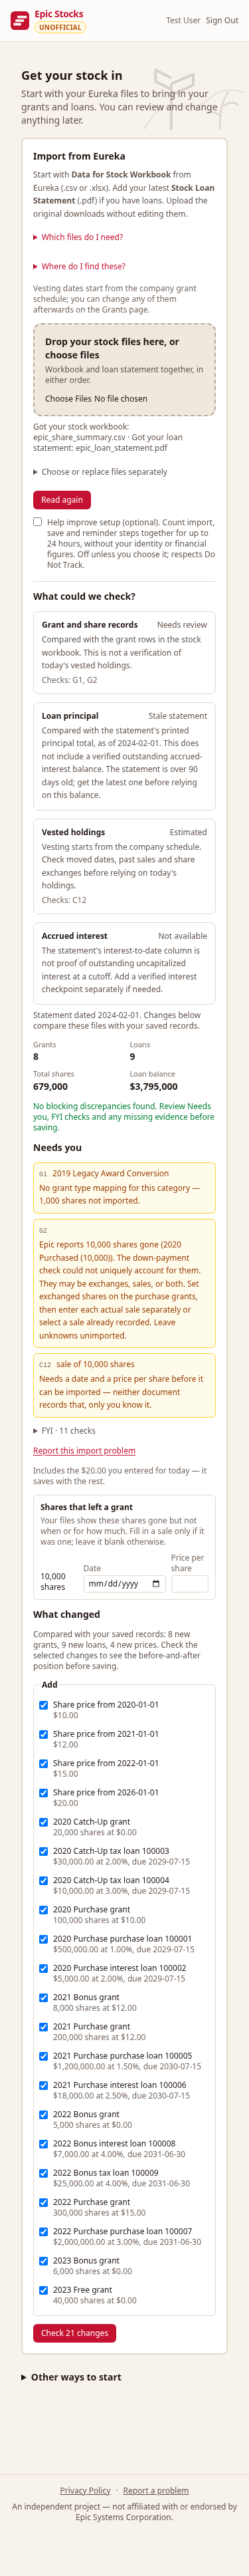 Epic Stocks
UNOFFICIAL
Test User Sign Out
Get your stock in
Start with your Eureka files to bring in your
grants and loans. You can review and change
anything later.
Import from Eureka
Start with Data for Stock Workbook from
Eureka (.csv or .xlsx). Add your latest Stock Loan
Statement (.pdf) if you have loans. Upload the
original downloads without editing them.
▶ Which files do I need?
▶ Where do I find these?
Vesting dates start from the company grant
schedule; you can change any of them
afterwards on the Grants page.
Drop your stock files here, or
choose files
Workbook and loan statement together, in
either order.
Choose Files No file chosen
Got your stock workbook:
epic_share_summary.csv · Got your loan
statement: epic_loan_statement.pdf
▶ Choose or replace files separately
Read again
Help improve setup (optional). Count import,
save and reminder steps together for up to
24 hours, without your identity or financial
figures. Off unless you choose it; respects Do
Not Track.
What could we check?
Grant and share records Needs review
Compared with the grant rows in the stock
workbook. This is not a verification of
today's vested holdings.
Checks: G1, G2
Loan principal Stale statement
Compared with the statement's printed
principal total, as of 2024-02-01. This does
not include a verified outstanding accrued-
interest balance. The statement is over 90
days old; get the latest one before relying
on this balance.
Vested holdings Estimated
Vesting starts from the company schedule.
Check moved dates, past sales and share
exchanges before relying on today's
holdings.
Checks: C12
Accrued interest Not available
The statement's interest-to-date column is
not proof of outstanding uncapitalized
interest at a cutoff. Add a verified interest
checkpoint separately if needed.
Statement dated 2024-02-01. Changes below
compare these files with your saved records.
Grants Loans
8 9
Total shares Loan balance
679,000 $3,795,000
No blocking discrepancies found. Review Needs
you, FYI checks and any missing evidence before
saving.
Needs you
G1 2019 Legacy Award Conversion
No grant type mapping for this category —
1,000 shares not imported.
G2
Epic reports 10,000 shares gone (2020
Purchased (10,000)). The down-payment
check could not uniquely account for them.
They may be exchanges, sales, or both. Set
exchanged shares on the purchase grants,
then enter each actual sale separately or
select a sale already recorded. Leave
unknowns unimported.
C12 sale of 10,000 shares
Needs a date and a price per share before it
can be imported — neither document
records that, only you know it.
▶ FYI · 11 checks
Report this import problem
Includes the $20.00 you entered for today — it
saves with the rest.
Shares that left a grant
Your files show these shares gone but not
when or for how much. Fill in a sale only if it
was one; leave it blank otherwise.
10,000
shares
Date
mm/dd/yyyy
Price per
share
What changed
Compared with your saved records: 8 new
grants, 9 new loans, 4 new prices. Check the
selected changes to see the before-and-after
position before saving.
Add
Share price from 2020-01-01
$10.00
Share price from 2021-01-01
$12.00
Share price from 2022-01-01
$15.00
Share price from 2026-01-01
$20.00
2020 Catch-Up grant
20,000 shares at $0.00
2020 Catch-Up tax loan 100003
$30,000.00 at 2.00%, due 2029-07-15
2020 Catch-Up tax loan 100004
$10,000.00 at 3.00%, due 2029-07-15
2020 Purchase grant
100,000 shares at $10.00
2020 Purchase purchase loan 100001
$500,000.00 at 1.00%, due 2029-07-15
2020 Purchase interest loan 100002
$5,000.00 at 2.00%, due 2029-07-15
2021 Bonus grant
8,000 shares at $12.00
2021 Purchase grant
200,000 shares at $12.00
2021 Purchase purchase loan 100005
$1,200,000.00 at 1.50%, due 2030-07-15
2021 Purchase interest loan 100006
$18,000.00 at 2.50%, due 2030-07-15
2022 Bonus grant
5,000 shares at $0.00
2022 Bonus interest loan 100008
$7,000.00 at 4.00%, due 2031-06-30
2022 Bonus tax loan 100009
$25,000.00 at 4.00%, due 2031-06-30
2022 Purchase grant
300,000 shares at $15.00
2022 Purchase purchase loan 100007
$2,000,000.00 at 3.00%, due 2031-06-30
2023 Bonus grant
6,000 shares at $0.00
2023 Free grant
40,000 shares at $0.00
Check 21 changes
▶ Other ways to start
Privacy Policy · Report a problem
An independent project — not affiliated with or endorsed by
Epic Systems Corporation.